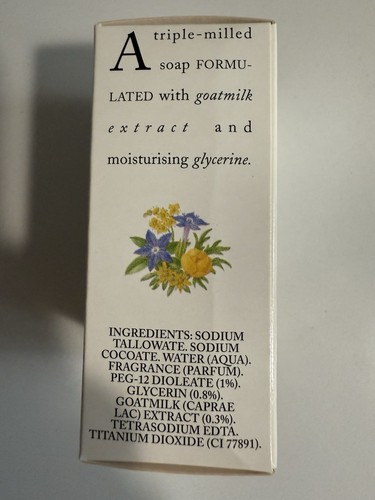 A triple-milled
soap FORMU-
LATED with goatmilk
extract and
moisturising glycerine.
INGREDIENTS: SODIUM
TALLOWATE. SODIUM
COCOATE. WATER (AQUA).
FRAGRANCE (PARFUM).
PEG-12 DIOLEATE (1%).
GLYCERIN (0.8%).
GOATMILK (CAPRAE
LAC) EXTRACT (0.3%).
TETRASODIUM EDTA.
TITANIUM DIOXIDE (CI 77891).